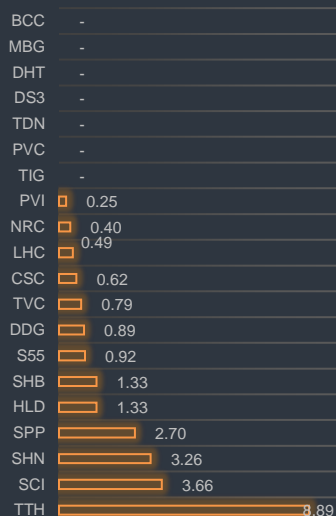 BCC -
MBG -
DHT -
DS3 -
TDN -
PVC -
TIG -
PVI 0.25
NRC 0.40
LHC 0.49
CSC 0.62
TVC 0.79
DDG 0.89
S55 0.92
SHB 1.33
HLD 1.33
SPP 2.70
SHN 3.26
SCI 3.66
TTH 8.89